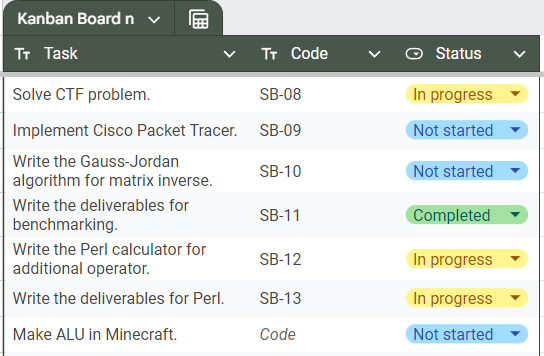 Kanban Board n
Tт Task Tт Code Status
Solve CTF problem. SB-08 In progress
Implement Cisco Packet Tracer. SB-09 Not started
Write the Gauss-Jordan
algorithm for matrix inverse. SB-10 Not started
Write the deliverables for
benchmarking. SB-11 Completed
Write the Perl calculator for
additional operator. SB-12 In progress
Write the deliverables for Perl. SB-13 In progress
Make ALU in Minecraft. Code Not started